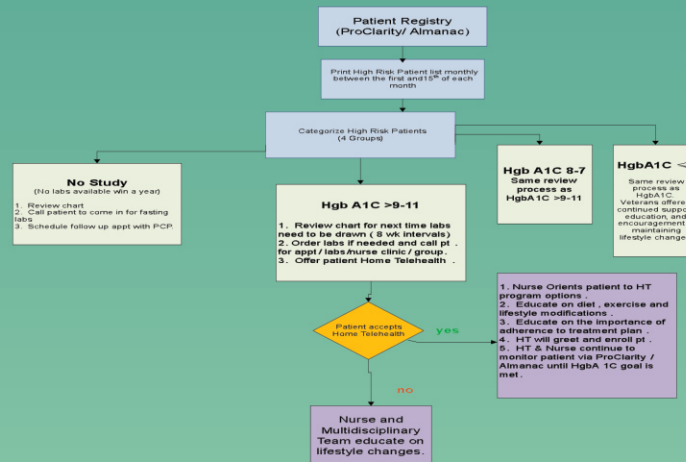 Patient Registry
(ProClarity/ Almanac)
Print High Risk Patient list monthly
between the first and15th of each
month
Categorize High Risk Patients
(4 Groups)
No Study
(No labs available w/in a year)
1. Review chart
2. Call patient to come in for fasting
labs
3. Schedule follow up appt with PCP.
Hgb A1C >9-11
1. Review chart for next time labs
need to be drawn ( 8 wk intervals)
2. Order labs if needed and call pt .
for appt / labs/nurse clinic / group.
3. Offer patient Home Telehealth .
Hgb A1C 8-7
Same review
process as
HgbA1C >9-11
HgbA1C <
Same review
process as
HgbA1C.
Veterans offere
continued suppo
education, and
encouragement
maintaining
lifestyle change
Patient accepts
Home Telehealth
yes
1. Nurse Orients patient to HT
program options .
2. Educate on diet , exercise and
lifestyle modifications .
3. Educate on the importance of
adherence to treatment plan .
4. HT will greet and enroll pt .
5. HT & Nurse continue to
monitor patient via ProClarity /
Almanac until HgbA 1C goal is
met .
no
Nurse and
Multidisciplinary
Team educate on
lifestyle changes.